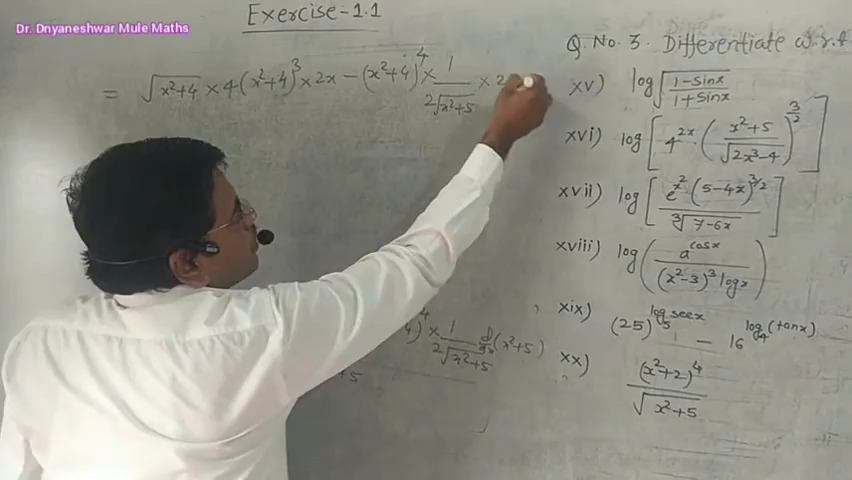 Dr. Dnyaneshwar Mule Maths
Exercise-1.1
= √(x²+4) × 4(x²+4)³ × 2x − (x²+4)⁴ × 1/(2√(x²+5)) × 2
4)⁴ × 1/(2√(x²+5)) d/dx (x²+5)
+5
Q. No. 3. Differentiate w.r.t.
xv) log √((1-sinx)/(1+sinx))
xvi) log [4^(2x) ((x²+5)/√(2x³-4))^(3/2)]
xvii) log [e^(x²) (5-4x)^(3/2) / ∛(7-6x)]
xviii) log (a^(cosx) / ((x²-3)³ logx))
xix) (25)^(log₅ secx) − 16^(log₄(tanx))
xx) (x²+2)⁴ / √(x²+5)